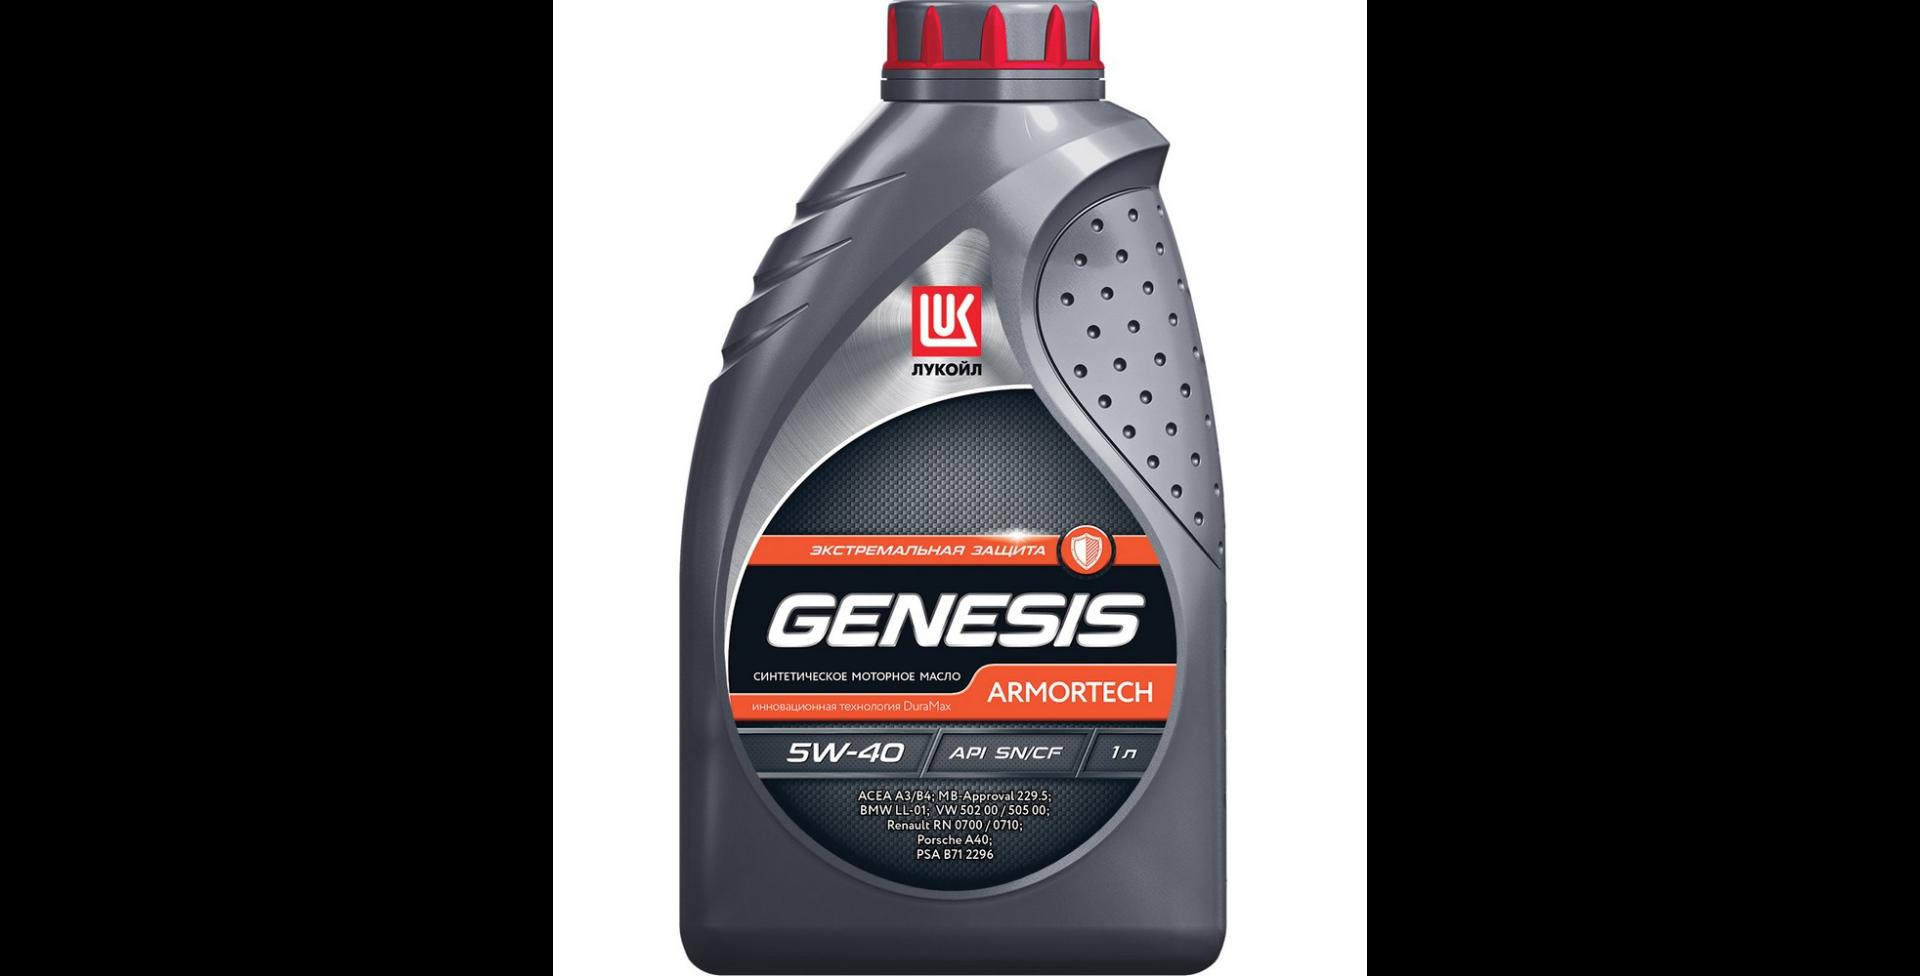 LUK
ЛУКОЙЛ
ЭКСТРЕМАЛЬНАЯ ЗАЩИТА
GENESIS
СИНТЕТИЧЕСКОЕ МОТОРНОЕ МАСЛО
ARMORTECH
инновационная технология DuraMax
5W-40 API SN/CF 1 л
ACEA A3/B4; MB-Approval 229.5;
BMW LL-01; VW 502 00 / 505 00;
Renault RN 0700 / 0710;
Porsche A40;
PSA B71 2296